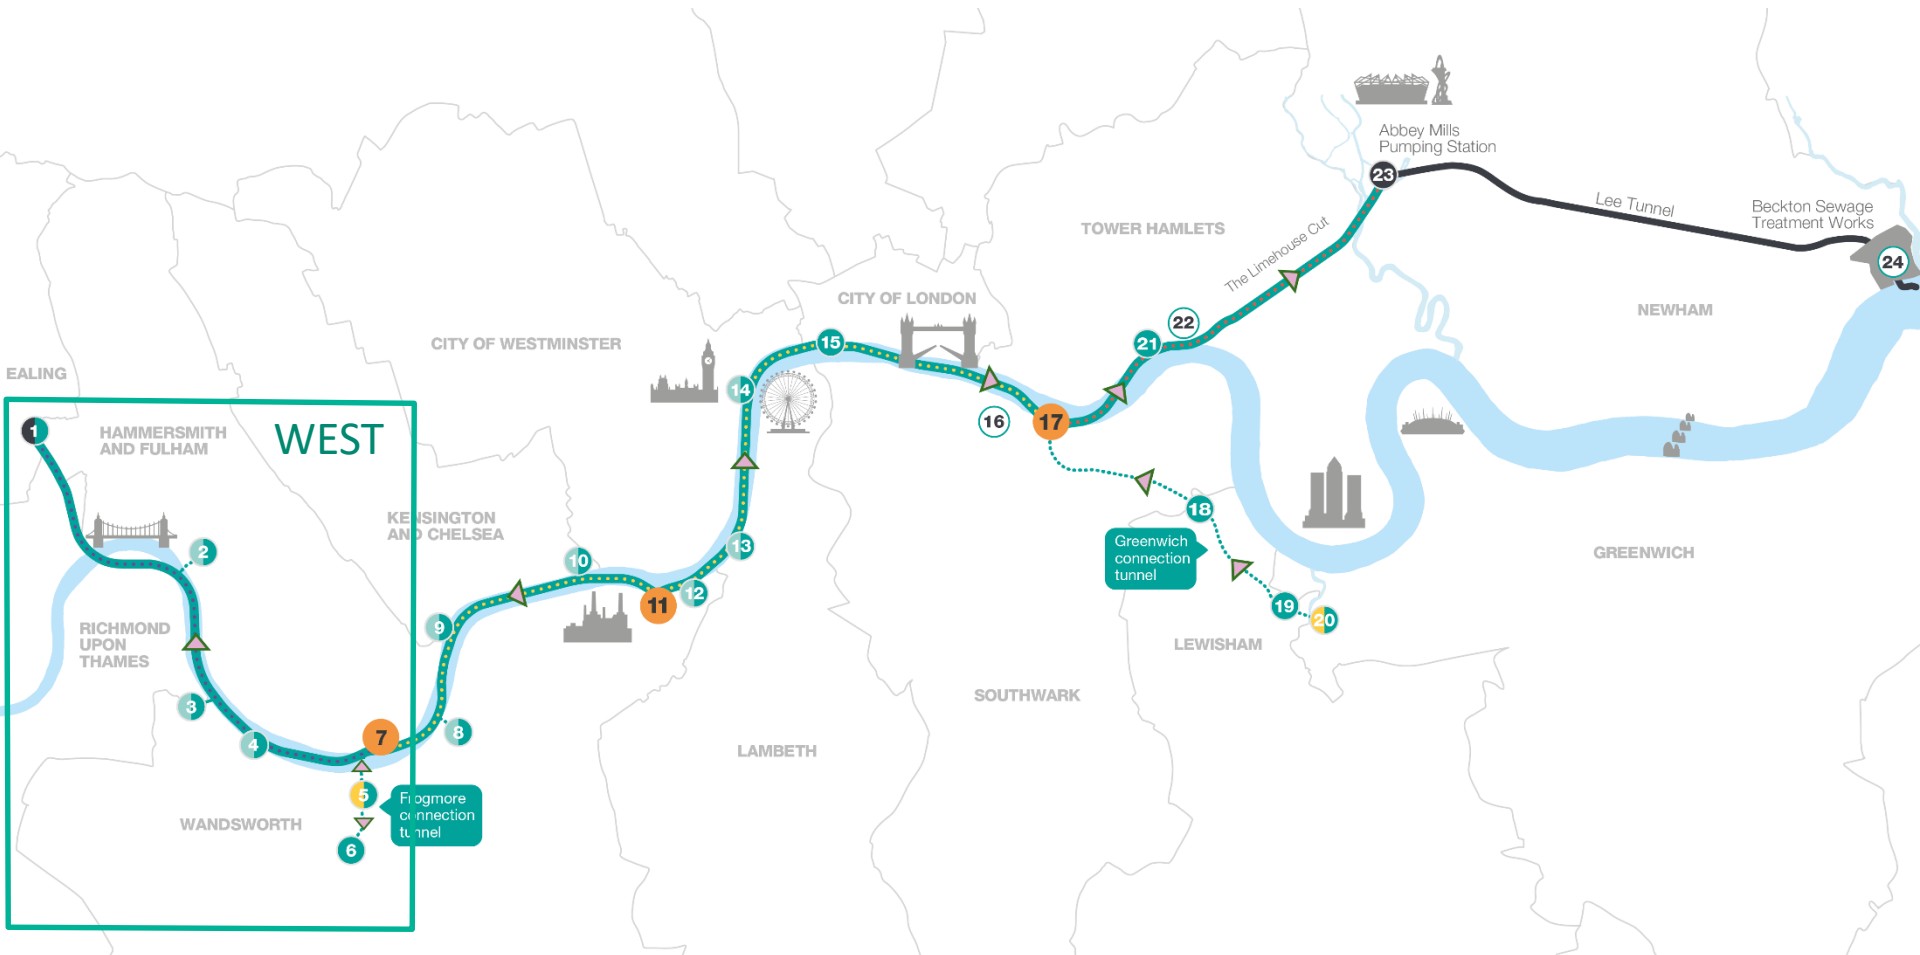 Abbey Mills
Pumping Station
23
Lee Tunnel
Beckton Sewage
Treatment Works
24
TOWER HAMLETS
The Limehouse Cut
CITY OF LONDON
NEWHAM
22
21
15
CITY OF WESTMINSTER
EALING
14
16
17
1
HAMMERSMITH
AND FULHAM
WEST
KENSINGTON
AND CHELSEA
18
Greenwich
connection
tunnel
GREENWICH
2
10
13
12
11
19
20
9
RICHMOND
UPON
THAMES
LEWISHAM
SOUTHWARK
3
4
7
8
LAMBETH
5
Frogmore
connection
tunnel
WANDSWORTH
6